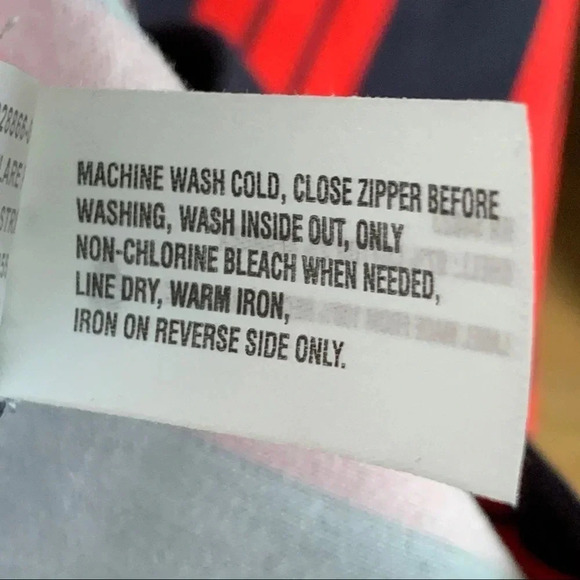 MACHINE WASH COLD, CLOSE ZIPPER BEFORE
WASHING, WASH INSIDE OUT, ONLY
NON-CHLORINE BLEACH WHEN NEEDED,
LINE DRY, WARM IRON,
IRON ON REVERSE SIDE ONLY.